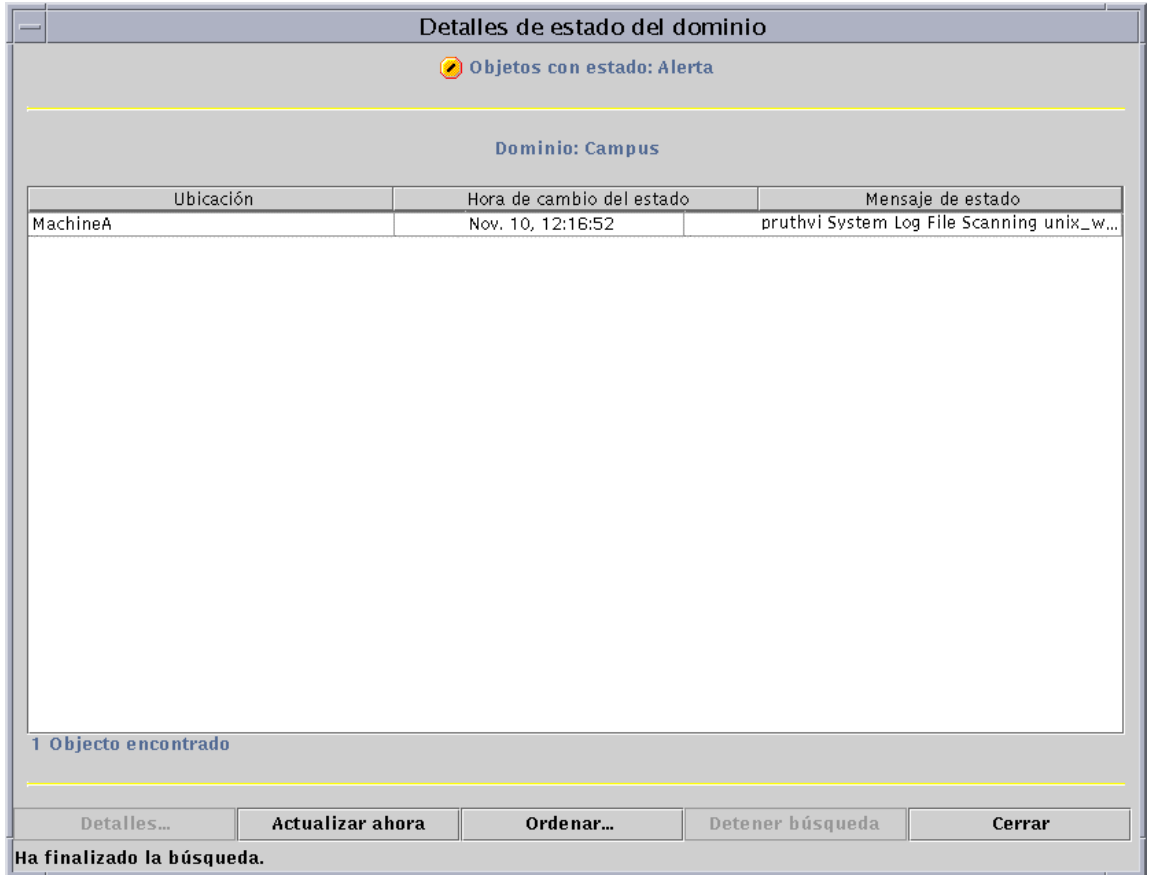 Detalles de estado del dominio
Objetos con estado: Alerta
Dominio: Campus
Ubicación Hora de cambio del estado Mensaje de estado
MachineA Nov. 10, 12:16:52 pruthvi System Log File Scanning unix_w...
1 Objecto encontrado
Detalles... Actualizar ahora Ordenar... Detener búsqueda Cerrar
Ha finalizado la búsqueda.